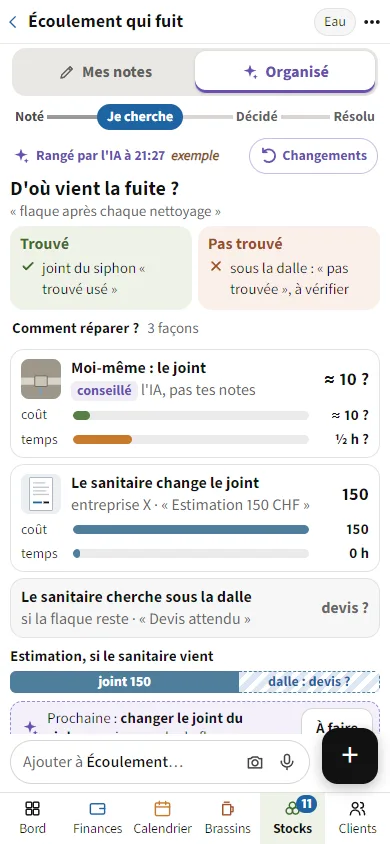 Écoulement qui fuit
Eau
Mes notes
Organisé
Noté
Je cherche
Décidé
Résolu
Rangé par l'IA à 21:27 exemple
Changements
D'où vient la fuite ?
« flaque après chaque nettoyage »
Trouvé
joint du siphon «
trouvé usé »
Pas trouvé
sous la dalle : « pas
trouvée », à vérifier
Comment réparer ? 3 façons
Moi-même : le joint
conseillé l'IA, pas tes notes
≈ 10 ?
coût ≈ 10 ?
temps ½ h ?
Le sanitaire change le joint
entreprise X · « Estimation 150 CHF »
150
coût 150
temps 0 h
Le sanitaire cherche sous la dalle
si la flaque reste · « Devis attendu »
devis ?
Estimation, si le sanitaire vient
joint 150
dalle : devis ?
Prochaine : changer le joint du
À faire
Ajouter à Écoulement…
+
Bord
Finances
Calendrier
Brassins
11
Stocks
Clients